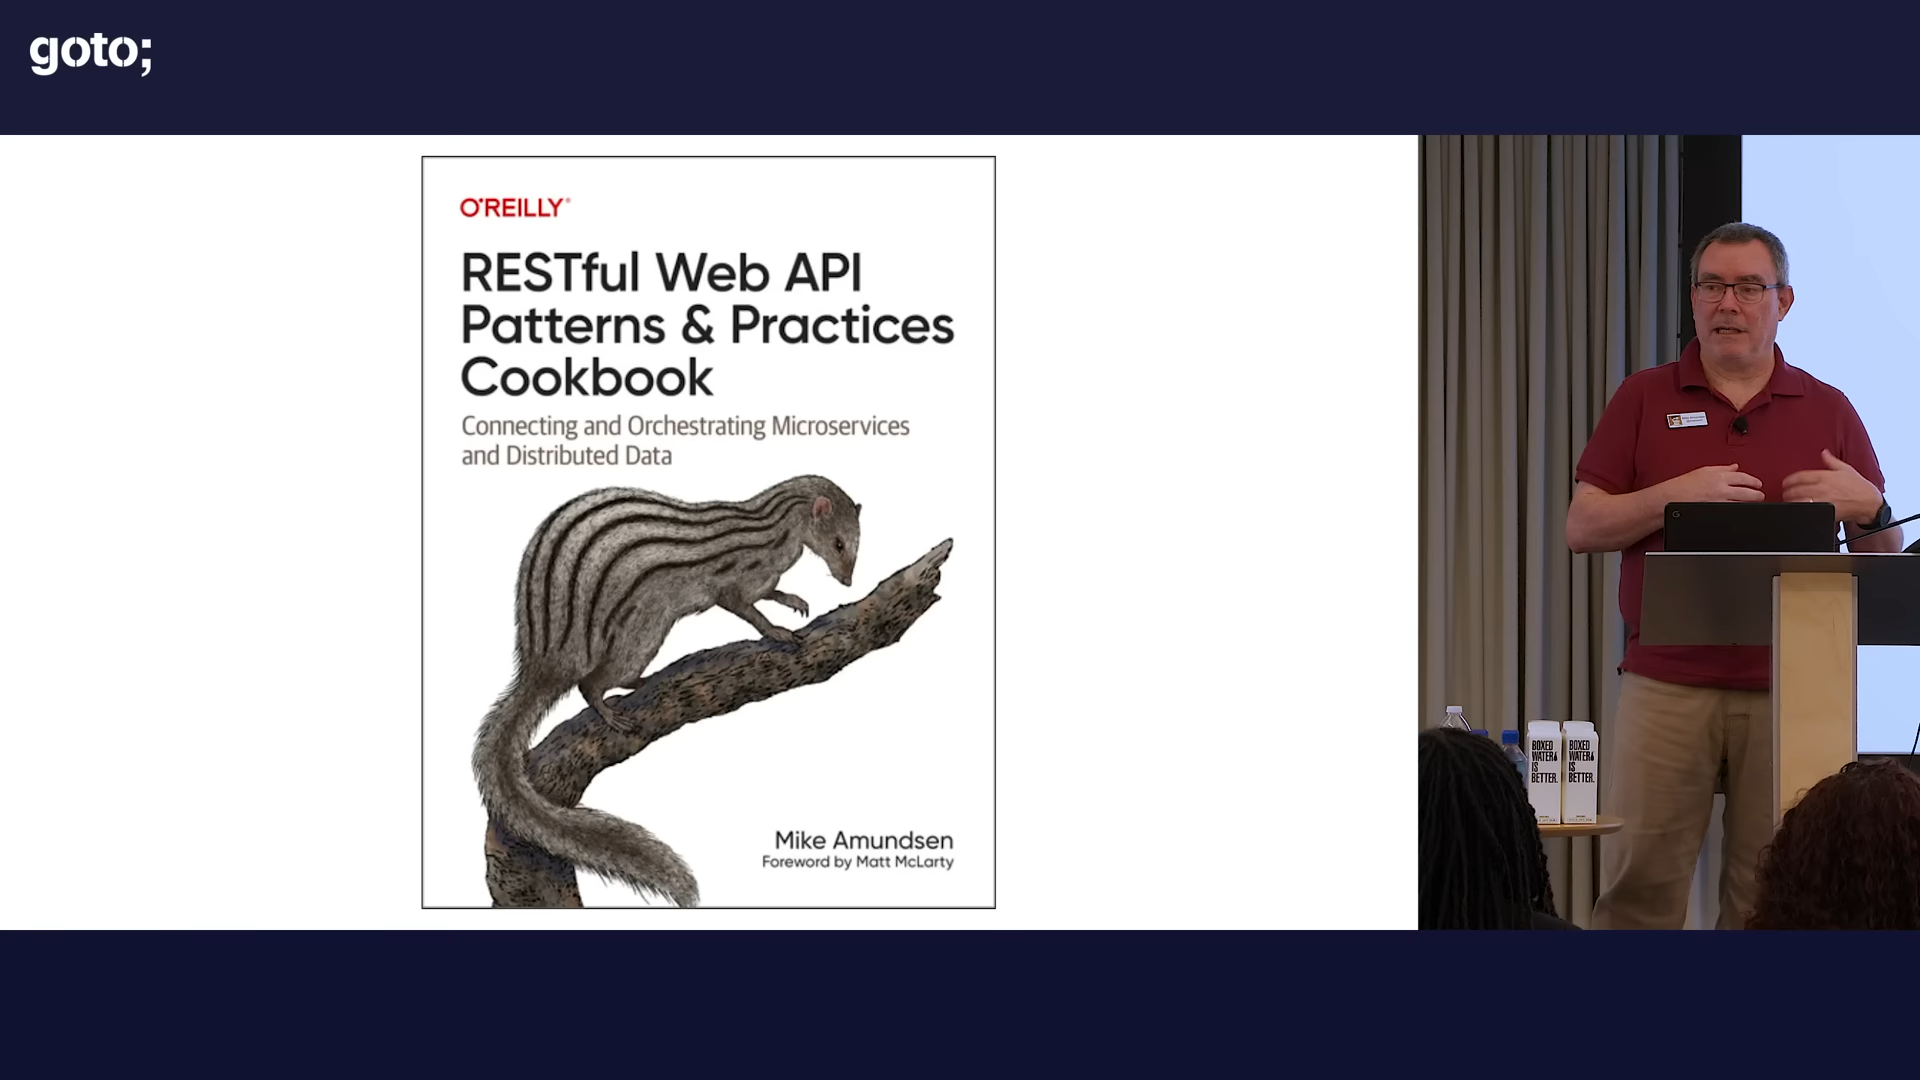 goto;
O'REILLY®
RESTful Web API
Patterns & Practices
Cookbook
Connecting and Orchestrating Microservices
and Distributed Data
Mike Amundsen
Foreword by Matt McLarty
G
BOXED
WATER
IS
BETTER.
BOXED
WATER
IS
BETTER.